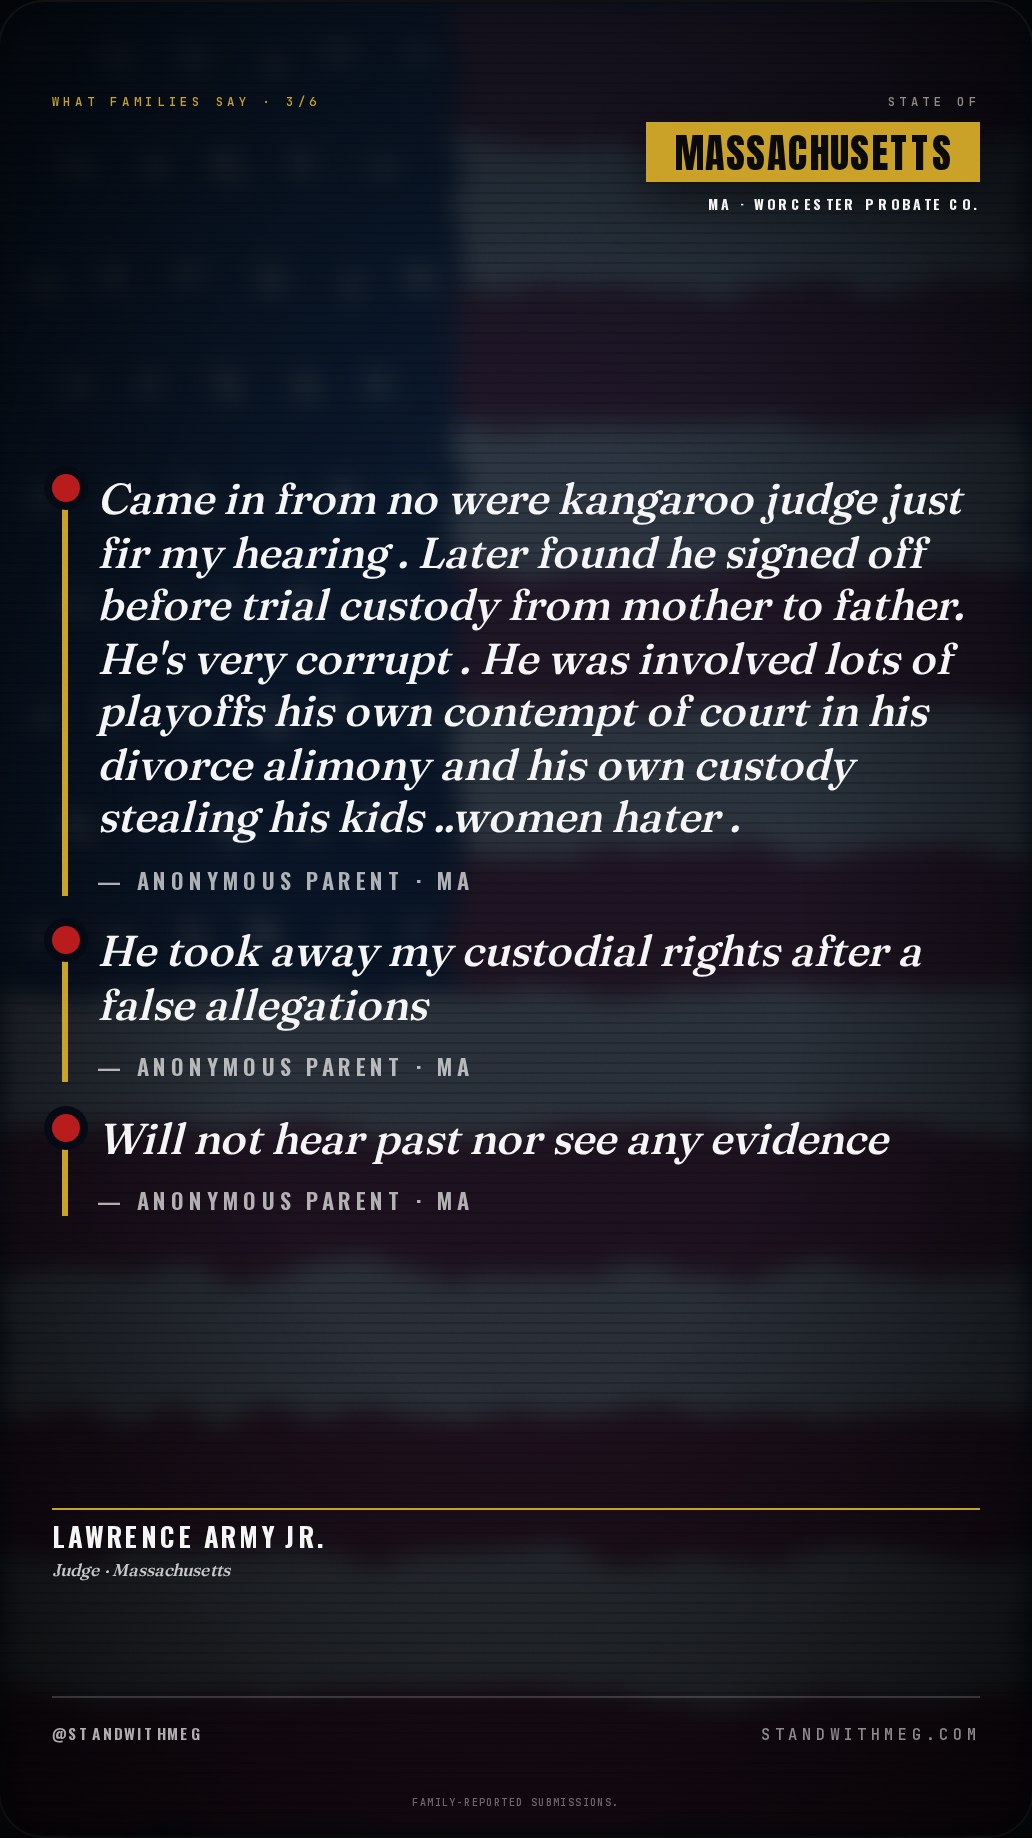 WHAT FAMILIES SAY · 3/6
STATE OF
MASSACHUSETTS
MA · WORCESTER PROBATE CO.
Came in from no were kangaroo judge just
fir my hearing . Later found he signed off
before trial custody from mother to father.
He's very corrupt . He was involved lots of
playoffs his own contempt of court in his
divorce alimony and his own custody
stealing his kids ..women hater .
— ANONYMOUS PARENT · MA
He took away my custodial rights after a
false allegations
— ANONYMOUS PARENT · MA
Will not hear past nor see any evidence
— ANONYMOUS PARENT · MA
LAWRENCE ARMY JR.
Judge · Massachusetts
@STANDWITHMEG
STANDWITHMEG.COM
FAMILY-REPORTED SUBMISSIONS.